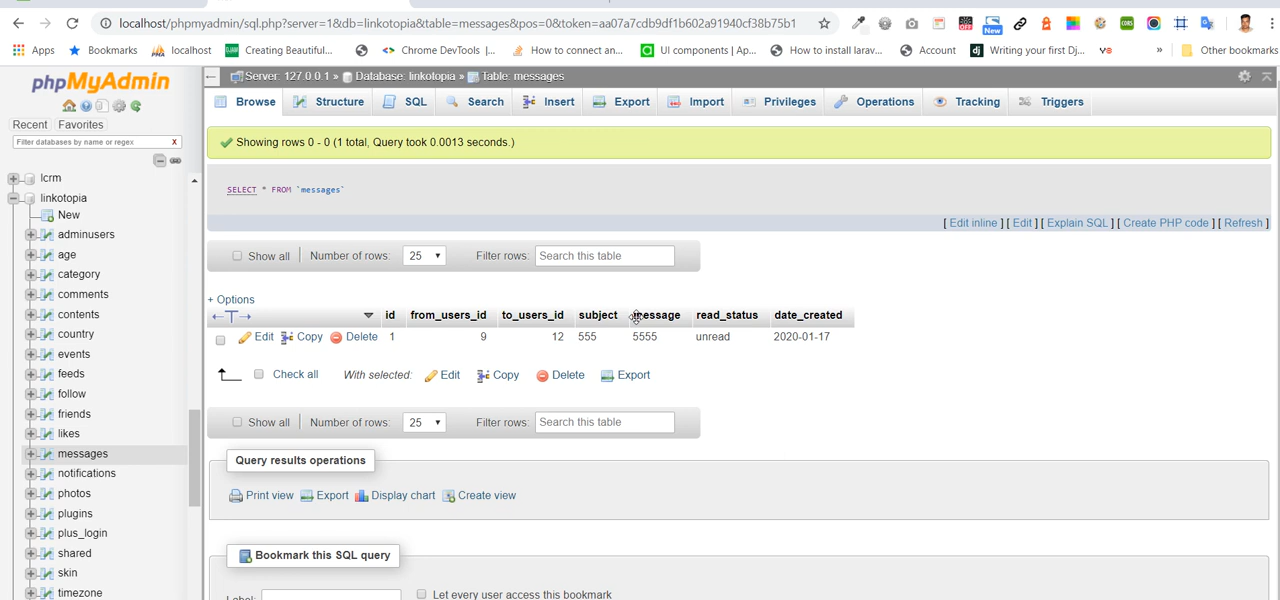 localhost/phpmyadmin/sql.php?server=1&db=linkotopia&table=messages&pos=0&token=aa07a7cdb9df1b602a91940cf38b75b1
New
OFF
CORS
Apps
Bookmarks
localhost
Creating Beautiful...
Chrome DevTools |...
How to connect an...
UI components | Ap...
How to install larav...
Account
Writing your first Dj...
»
Other bookmarks
phpMyAdmin
Recent
Favorites
Filter databases by name or regex
X
lcrm
linkotopia
New
adminusers
age
category
comments
contents
country
events
feeds
follow
friends
likes
messages
notifications
photos
plugins
plus_login
shared
skin
timezone
Server: 127.0.0.1 » Database: linkotopia » Table: messages
Browse
Structure
SQL
Search
Insert
Export
Import
Privileges
Operations
Tracking
Triggers
Showing rows 0 - 0 (1 total, Query took 0.0013 seconds.)
SELECT * FROM `messages`
[ Edit inline ] [ Edit ] [ Explain SQL ] [ Create PHP code ] [ Refresh ]
Show all
Number of rows: 25
Filter rows: Search this table
+ Options
←T→ id from_users_id to_users_id subject message read_status date_created
Edit Copy Delete 1 9 12 555 5555 unread 2020-01-17
Check all With selected: Edit Copy Delete Export
Show all
Number of rows: 25
Filter rows: Search this table
Query results operations
Print view Export Display chart Create view
Bookmark this SQL query
Label:
Let every user access this bookmark